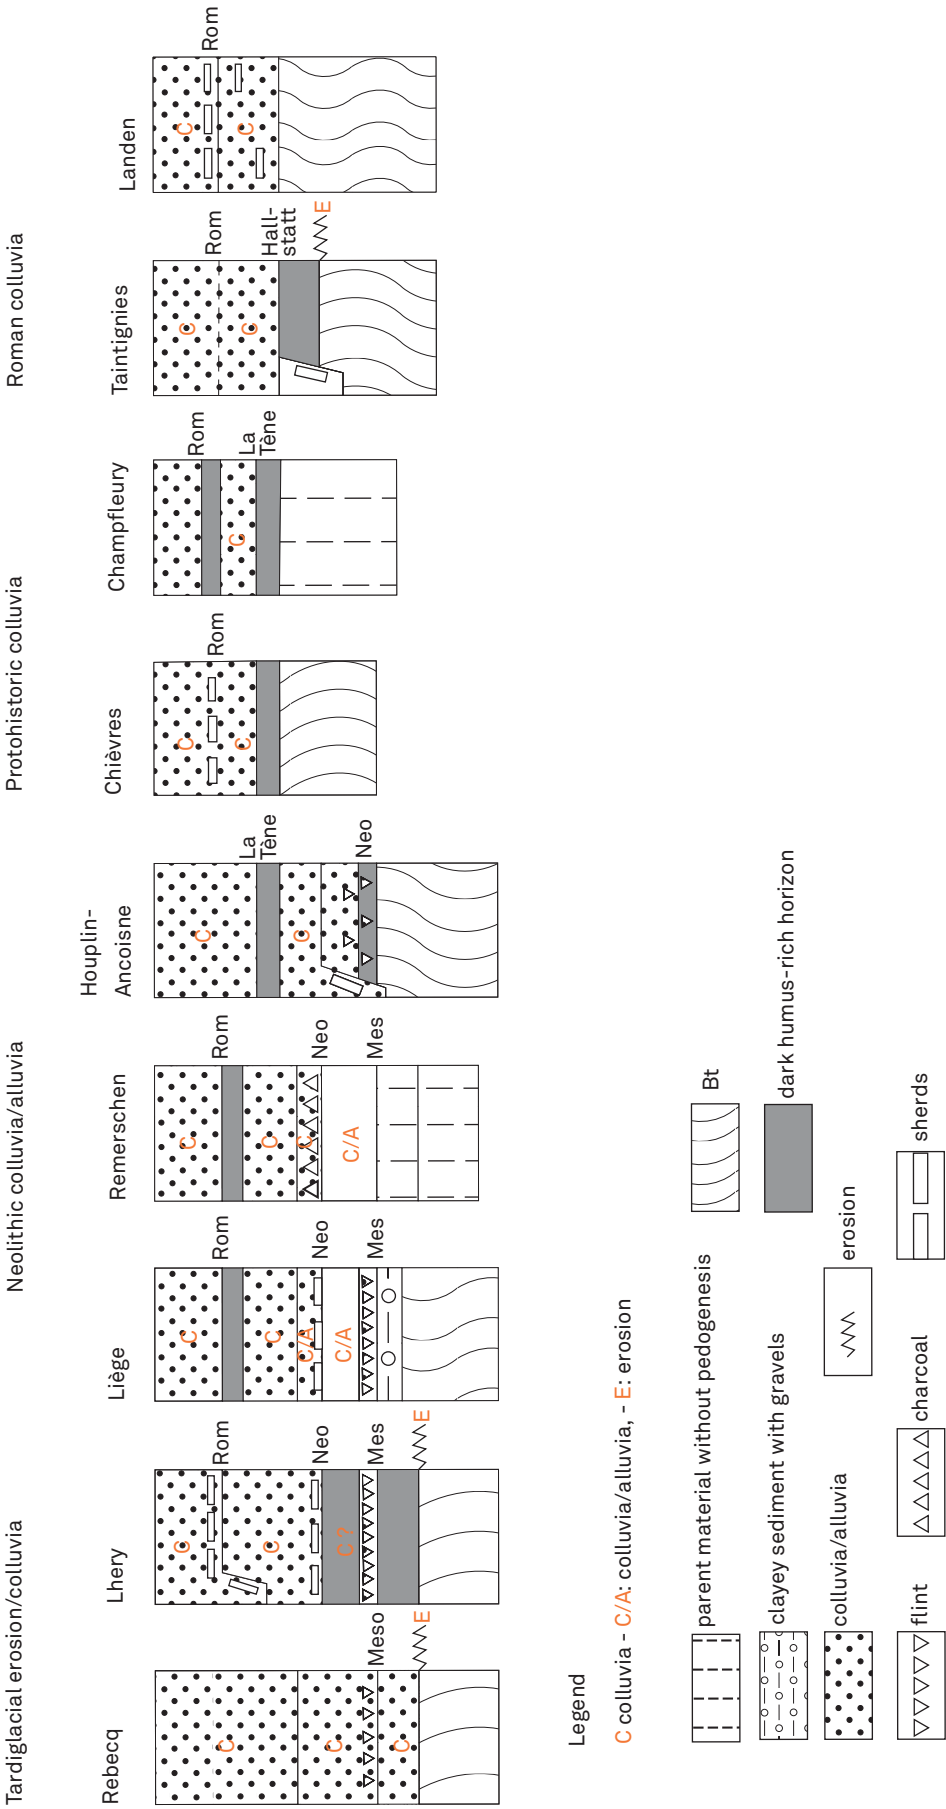 Tardiglacial erosion/colluvia
Neolithic colluvia/alluvia
Protohistoric colluvia
Roman colluvia
Rebecq
C
C
C
Meso
E
Lhery
C
C
C ?
Rom
Neo
Mes
E
Liège
C
C
C/A
C/A
Rom
Neo
Mes
Remerschen
C
C
C
C/A
Rom
Neo
Mes
Houplin-
Ancoisne
C
C
La
Tène
Neo
Chièvres
C
C
Rom
Champfleury
C
Rom
La
Tène
Taintignies
C
C
Rom
Hall-
statt
E
Landen
C
C
Rom
Legend
C colluvia - C/A: colluvia/alluvia, - E: erosion
parent material without pedogenesis
Bt
clayey sediment with gravels
dark humus-rich horizon
colluvia/alluvia
erosion
flint
charcoal
sherds